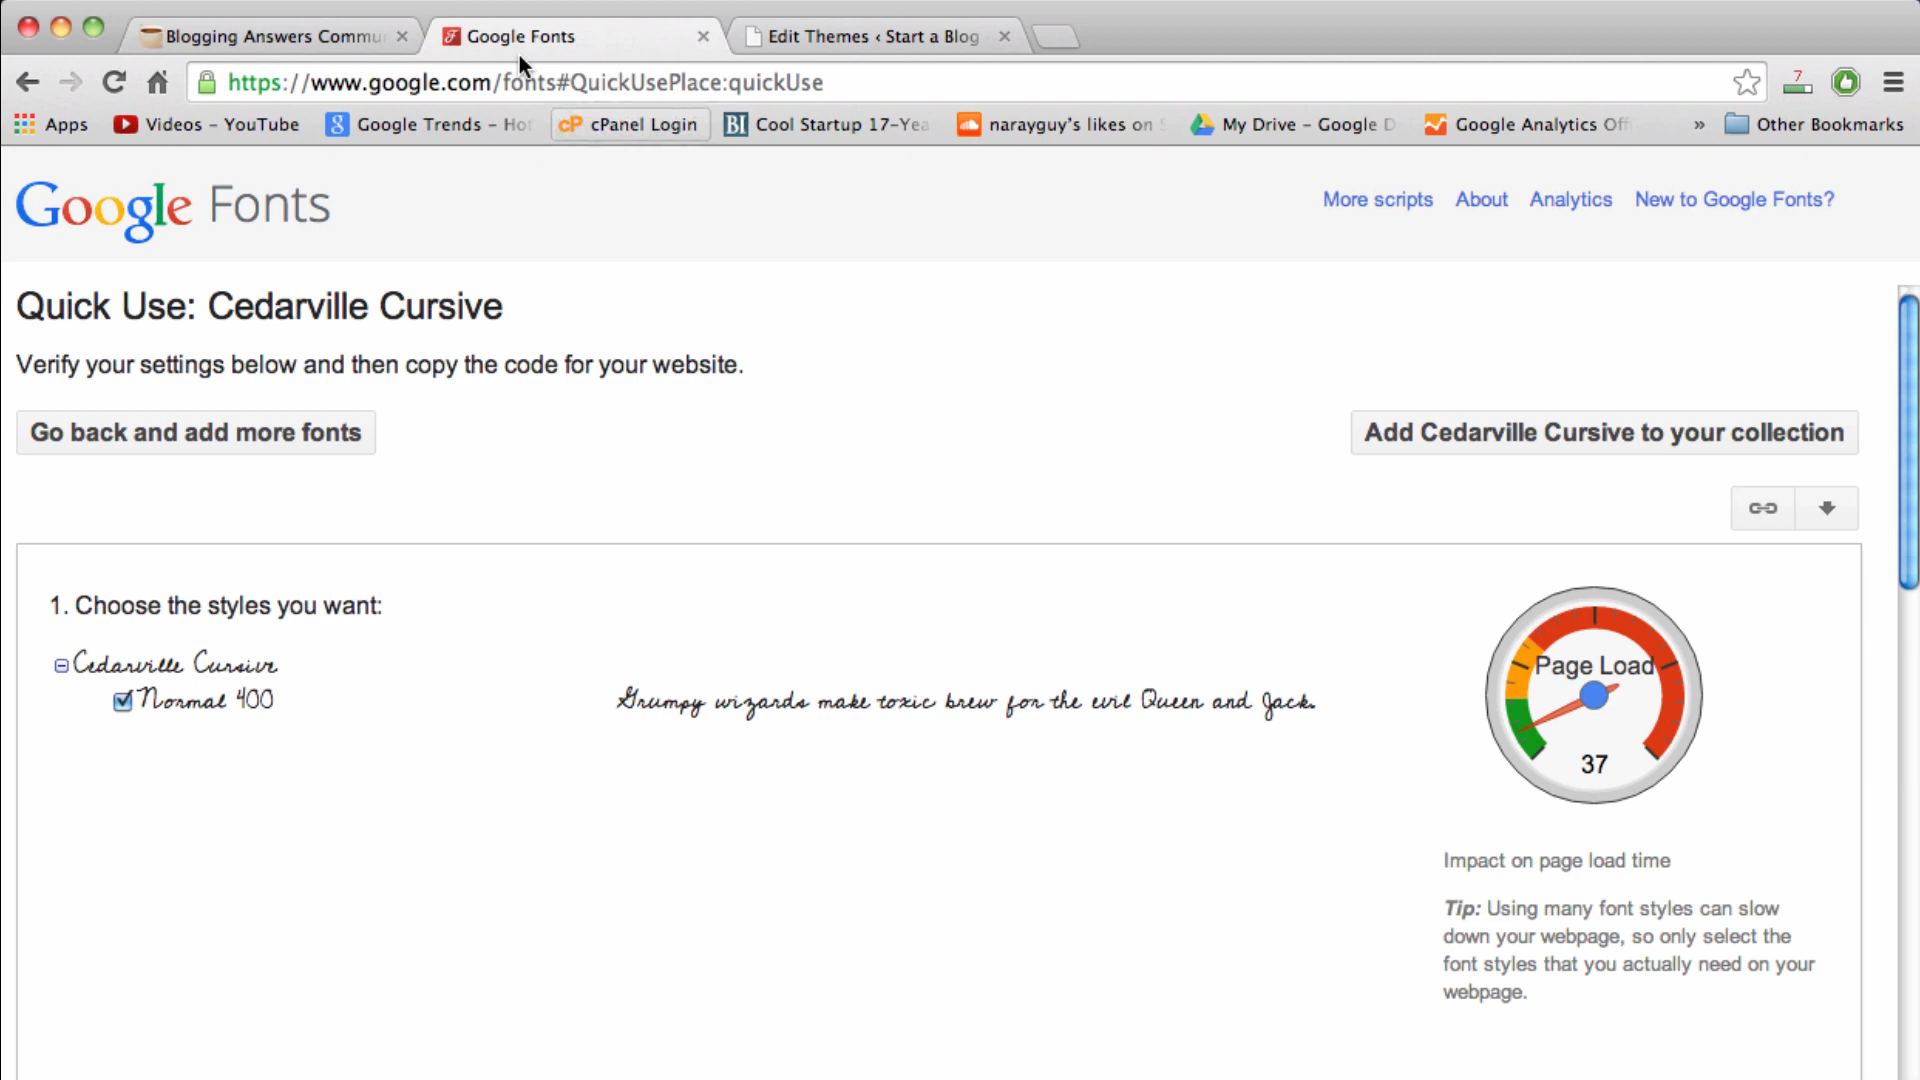 Blogging Answers Commu
Google Fonts
Edit Themes ‹ Start a Blog
https://www.google.com/fonts#QuickUsePlace:quickUse
7
Apps
Videos - YouTube
Google Trends - Hot
cP cPanel Login
BI Cool Startup 17-Yea
narayguy's likes on S
My Drive - Google D
Google Analytics Offi
»
Other Bookmarks
Google Fonts
More scripts About Analytics New to Google Fonts?
Quick Use: Cedarville Cursive
Verify your settings below and then copy the code for your website.
Go back and add more fonts
Add Cedarville Cursive to your collection
1. Choose the styles you want:
Cedarville Cursive
Normal 400
Grumpy wizards make toxic brew for the evil Queen and Jack.
Page Load
37
Impact on page load time
Tip: Using many font styles can slow
down your webpage, so only select the
font styles that you actually need on your
webpage.